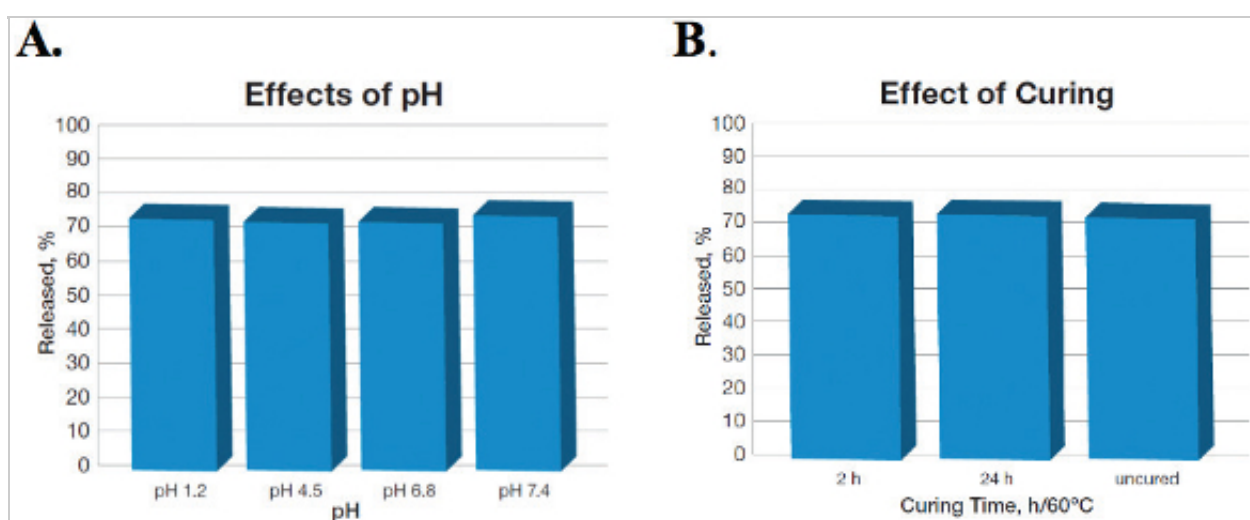 A.
Effects of pH
Released, %
100
90
80
70
60
50
40
30
20
10
0
pH 1.2 pH 4.5 pH 6.8 pH 7.4
pH
B.
Effect of Curing
Released, %
100
90
80
70
60
50
40
30
20
10
0
2 h 24 h uncured
Curing Time, h/60ºC